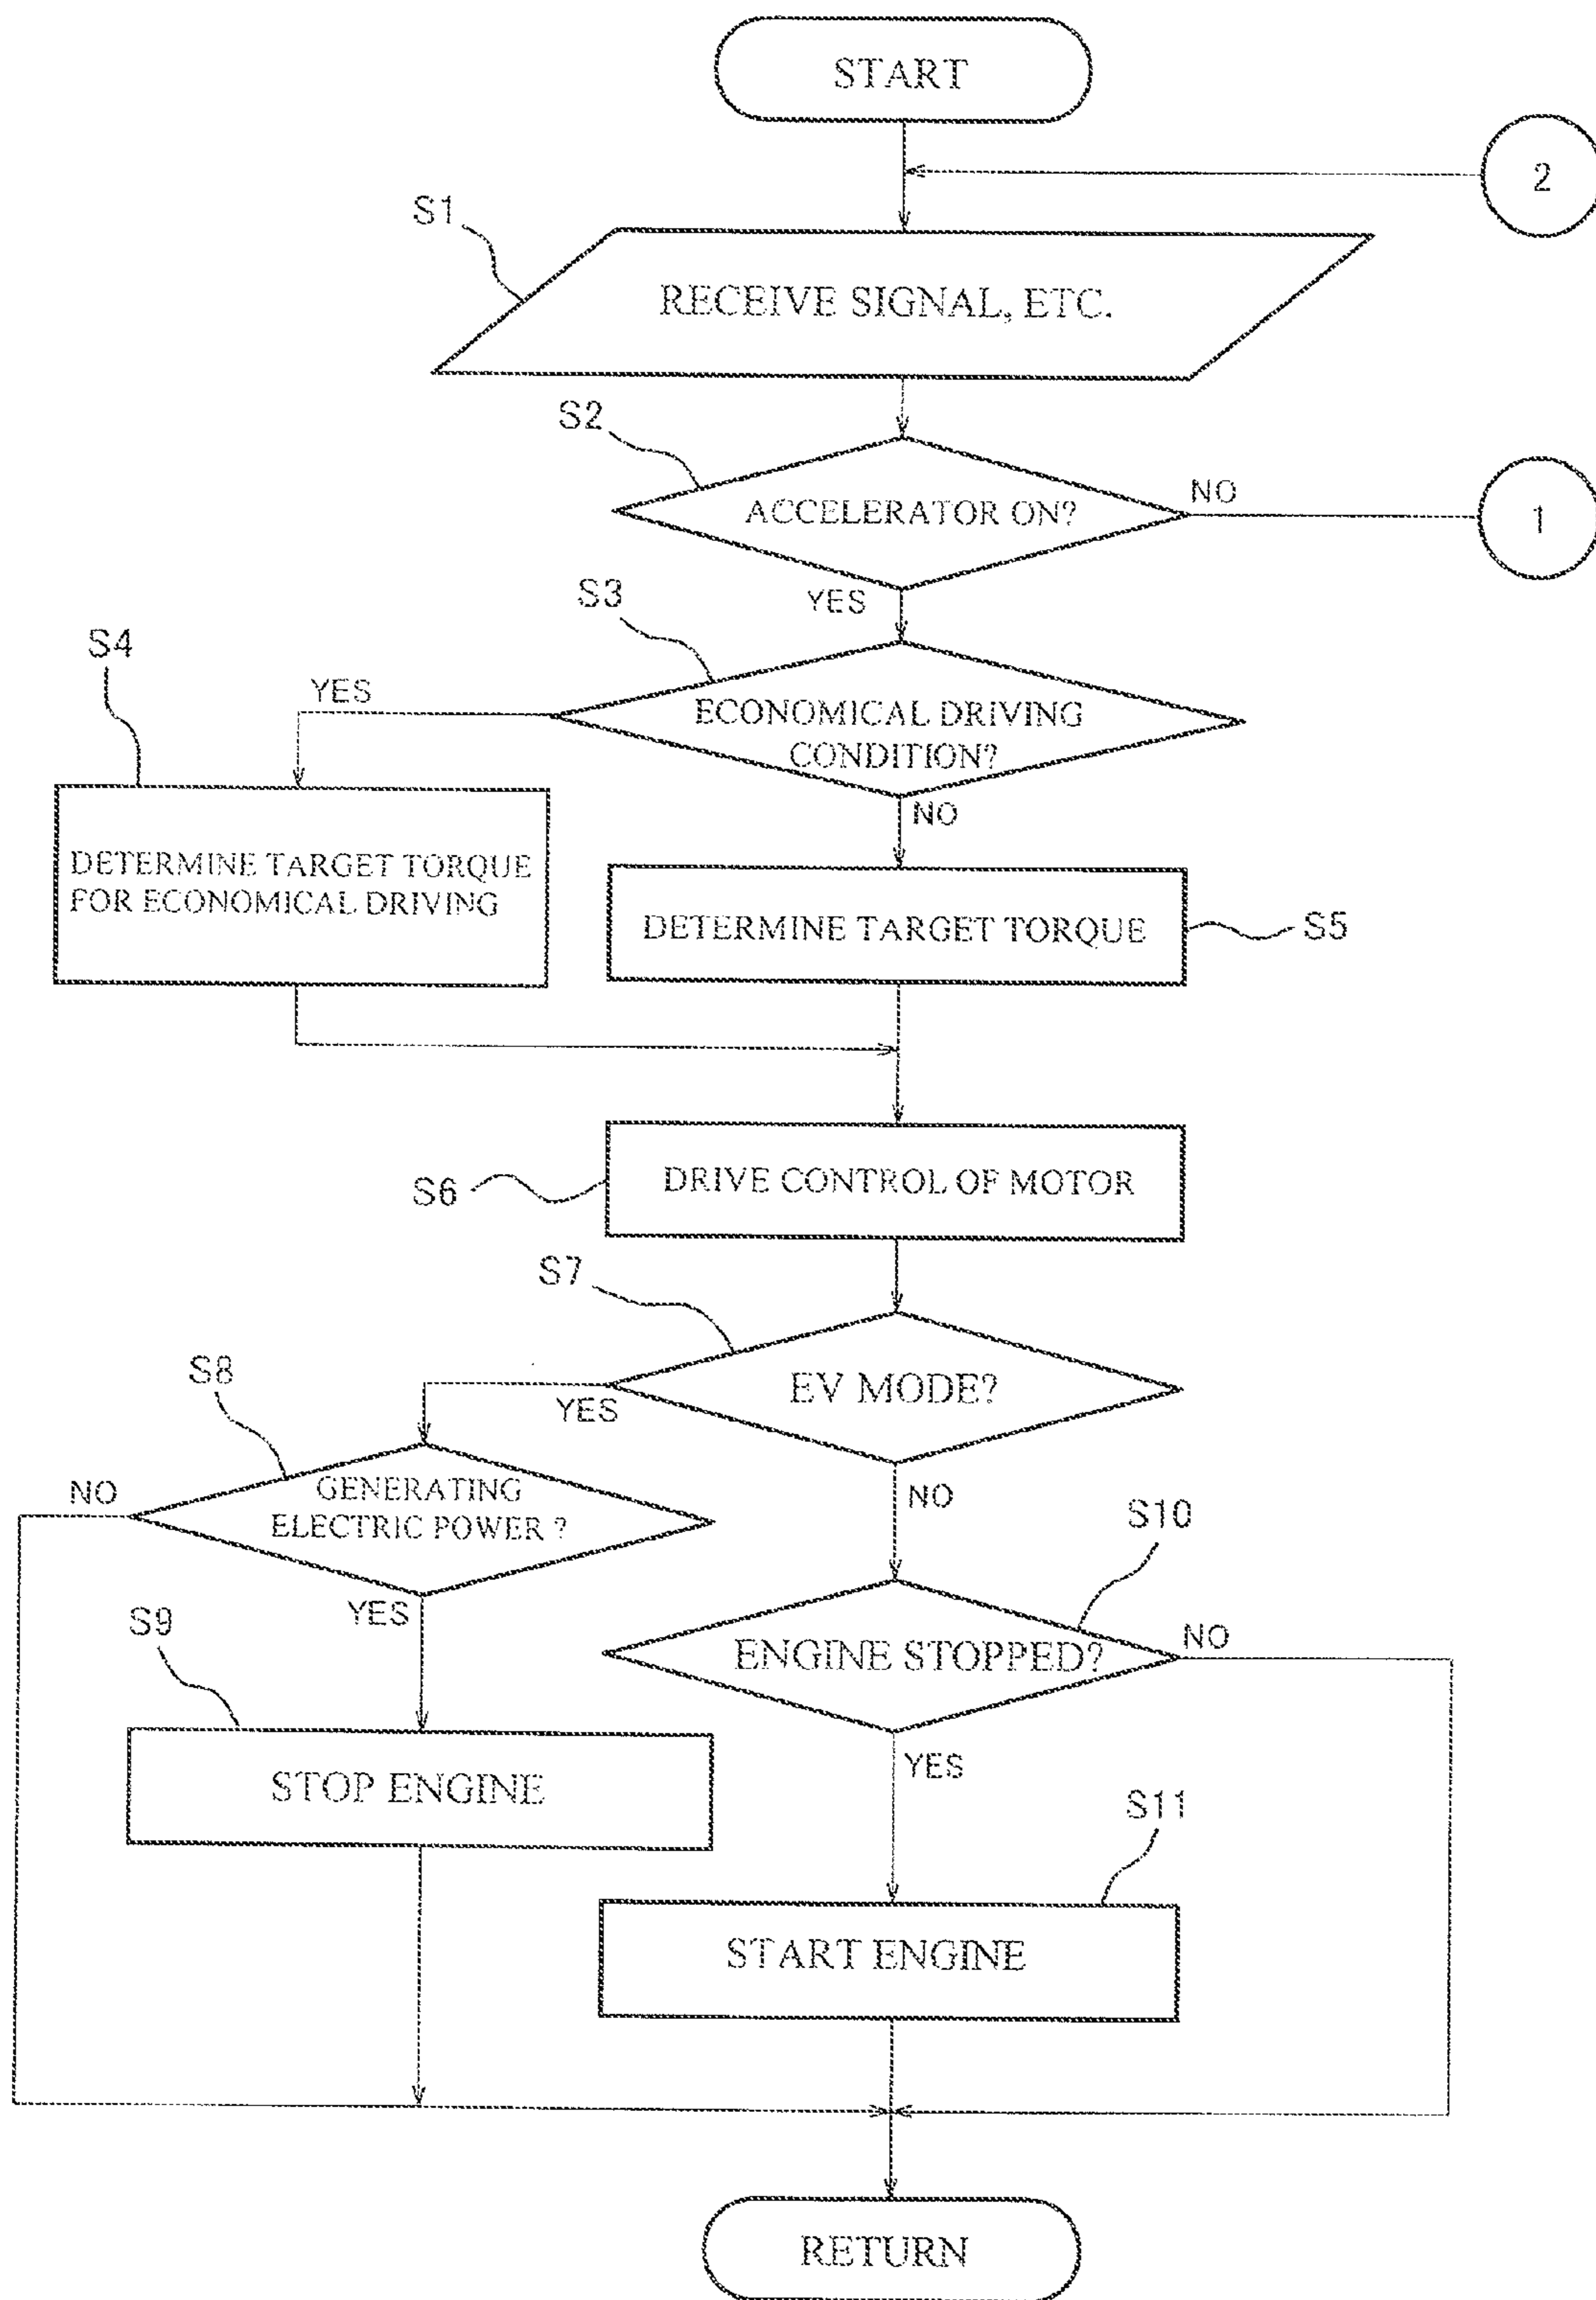 START
2
S1
RECEIVE SIGNAL, ETC.
S2
ACCELERATOR ON?
NO
1
YES
S3
S4
YES
ECONOMICAL DRIVING
CONDITION?
NO
DETERMINE TARGET TORQUE
FOR ECONOMICAL DRIVING
DETERMINE TARGET TORQUE
S5
S6
DRIVE CONTROL OF MOTOR
S7
EV MODE?
YES
S8
NO
GENERATING
ELECTRIC POWER ?
NO
S10
YES
S9
ENGINE STOPPED?
NO
YES
STOP ENGINE
S11
START ENGINE
RETURN